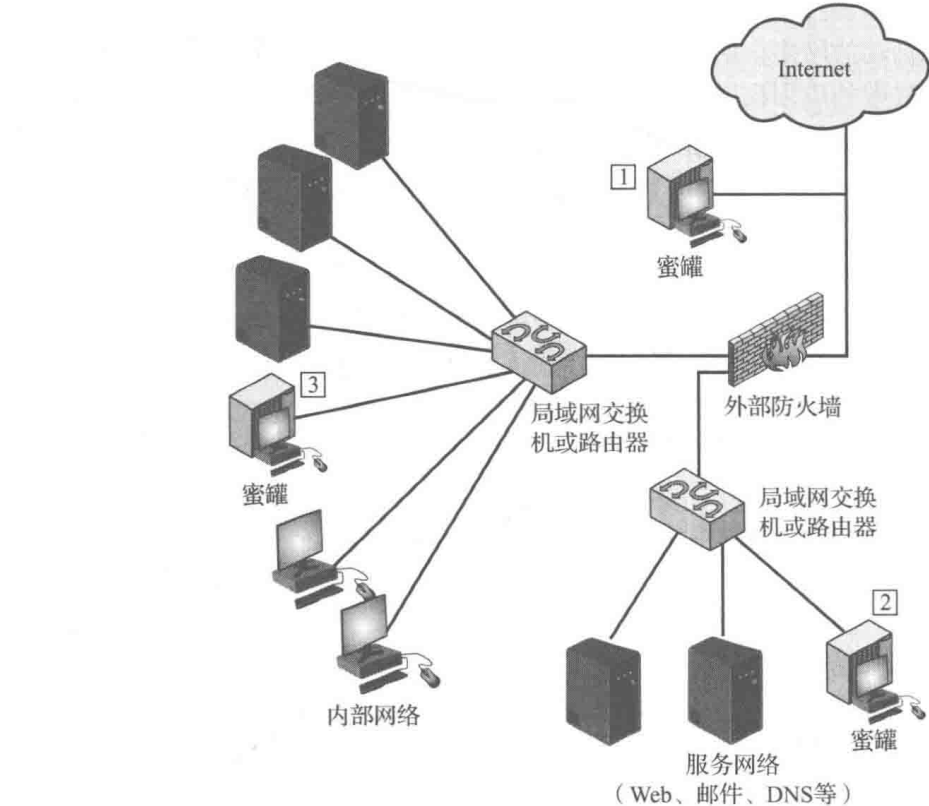 Internet
1
蜜罐
外部防火墙
局域网交换
机或路由器
3
蜜罐
局域网交换
机或路由器
2
蜜罐
内部网络
服务网络
（Web、邮件、DNS等）